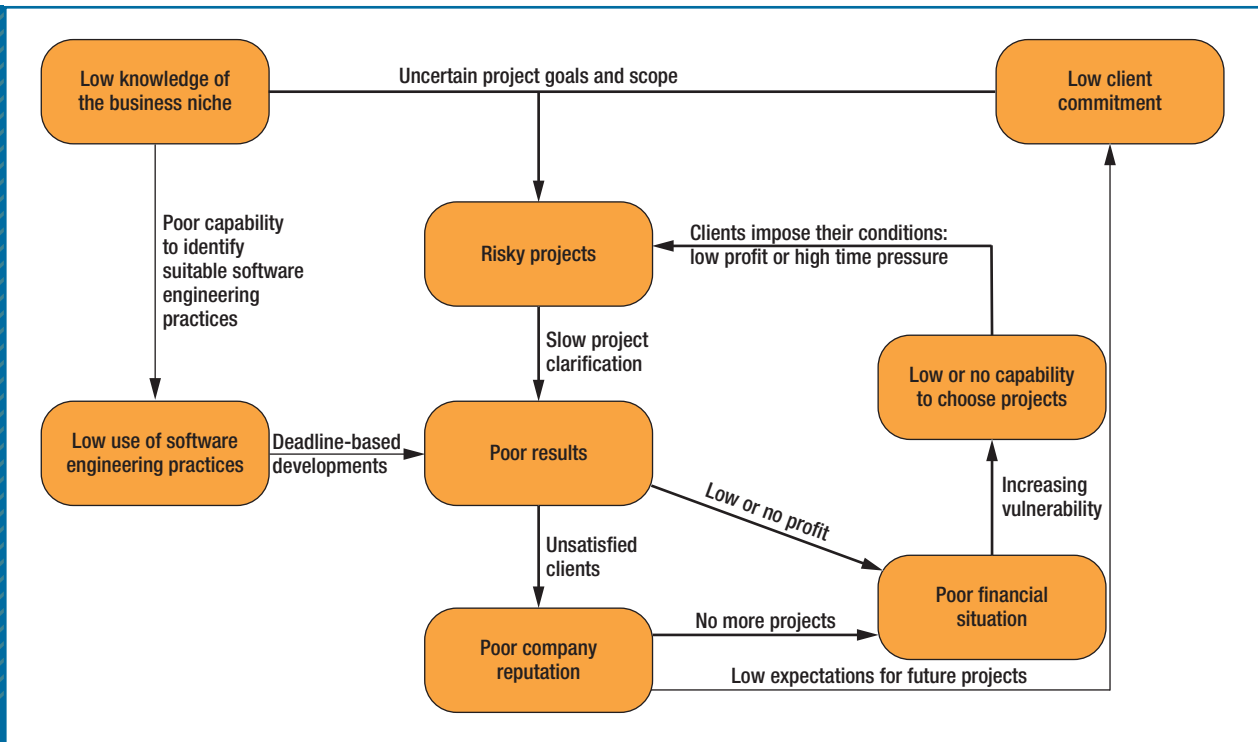 Low knowledge of
the business niche
Uncertain project goals and scope
Low client
commitment
Poor capability
to identify
suitable software
engineering
practices
Risky projects
Clients impose their conditions:
low profit or high time pressure
Slow project
clarification
Low or no capability
to choose projects
Low use of software
engineering practices
Deadline-based
developments
Poor results
Low or no profit
Increasing
vulnerability
Unsatisfied
clients
Poor financial
situation
Poor company
reputation
No more projects
Low expectations for future projects